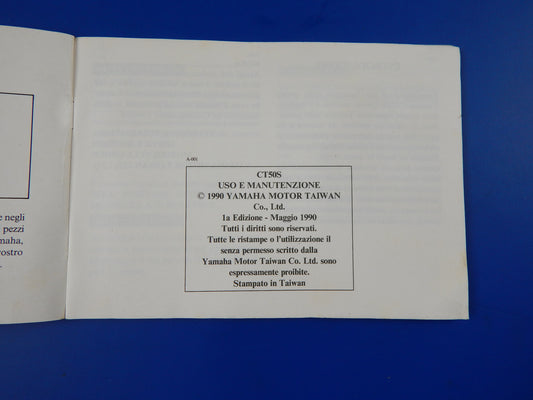 e negli
pezzi
maha,
ostro
A-001
CT50S
USO E MANUTENZIONE
© 1990 YAMAHA MOTOR TAIWAN
Co., Ltd.
1a Edizione - Maggio 1990
Tutti i diritti sono riservati.
Tutte le ristampe o l'utilizzazione il
senza permesso scritto dalla
Yamaha Motor Taiwan Co. Ltd. sono
espressamente proibite.
Stampato in Taiwan